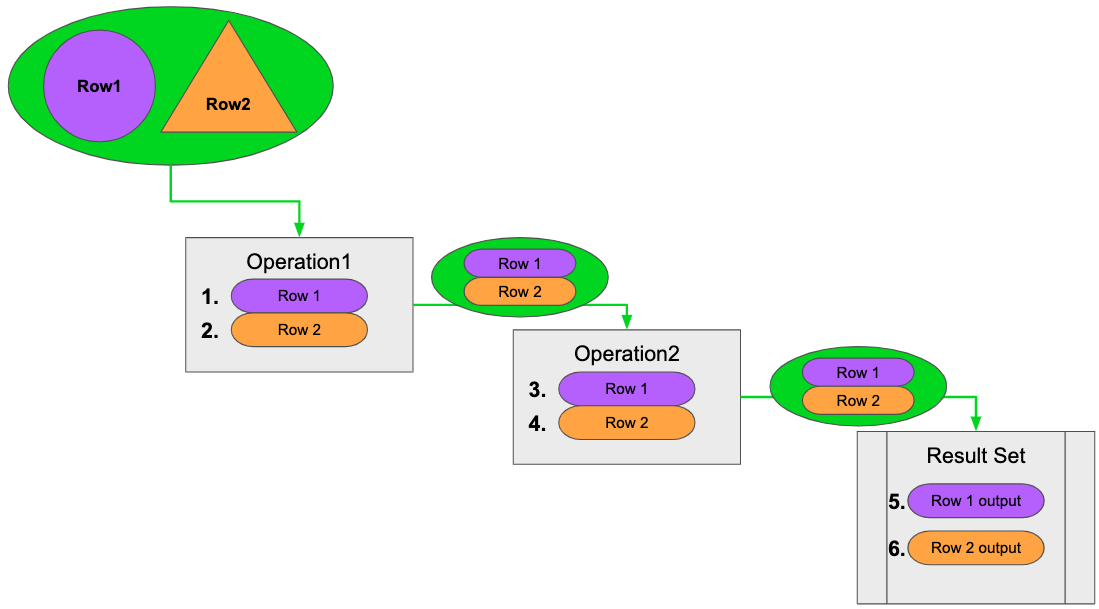 Row1
Row2
Operation1
1. Row 1
2. Row 2
Row 1
Row 2
Operation2
3. Row 1
4. Row 2
Row 1
Row 2
Result Set
5. Row 1 output
6. Row 2 output